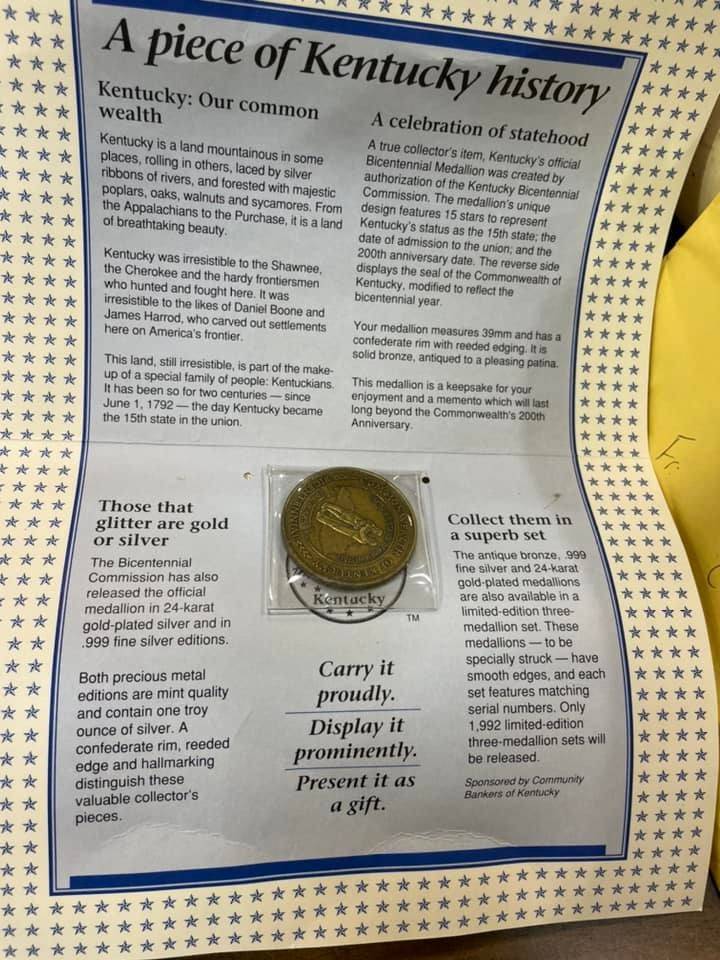 A piece of Kentucky history
Kentucky: Our common
wealth
Kentucky is a land mountainous in some
places, rolling in others, laced by silver
ribbons of rivers, and forested with majestic
poplars, oaks, walnuts and sycamores. From
the Appalachians to the Purchase, it is a land
of breathtaking beauty.
Kentucky was irresistible to the Shawnee,
the Cherokee and the hardy frontiersmen
who hunted and fought here. It was
irresistible to the likes of Daniel Boone and
James Harrod, who carved out settlements
here on America's frontier.
This land, still irresistible, is part of the make-
up of a special family of people: Kentuckians.
It has been so for two centuries — since
June 1, 1792 — the day Kentucky became
the 15th state in the union.
A celebration of statehood
A true collector's item, Kentucky's official
Bicentennial Medallion was created by
authorization of the Kentucky Bicentennial
Commission. The medallion's unique
design features 15 stars to represent
Kentucky's status as the 15th state; the
date of admission to the union; and the
200th anniversary date. The reverse side
displays the seal of the Commonwealth of
Kentucky, modified to reflect the
bicentennial year.
Your medallion measures 39mm and has a
confederate rim with reeded edging. It is
solid bronze, antiqued to a pleasing patina.
This medallion is a keepsake for your
enjoyment and a memento which will last
long beyond the Commonwealth's 200th
Anniversary.
Those that
glitter are gold
or silver
The Bicentennial
Commission has also
released the official
medallion in 24-karat
gold-plated silver and in
.999 fine silver editions.
Both precious metal
editions are mint quality
and contain one troy
ounce of silver. A
confederate rim, reeded
edge and hallmarking
distinguish these
valuable collector's
pieces.
Kentucky
TM
Carry it
proudly.
Display it
prominently.
Present it as
a gift.
Collect them in
a superb set
The antique bronze, .999
fine silver and 24-karat
gold-plated medallions
are also available in a
limited-edition three-
medallion set. These
medallions — to be
specially struck — have
smooth edges, and each
set features matching
serial numbers. Only
1,992 limited-edition
three-medallion sets will
be released.
Sponsored by Community
Bankers of Kentucky